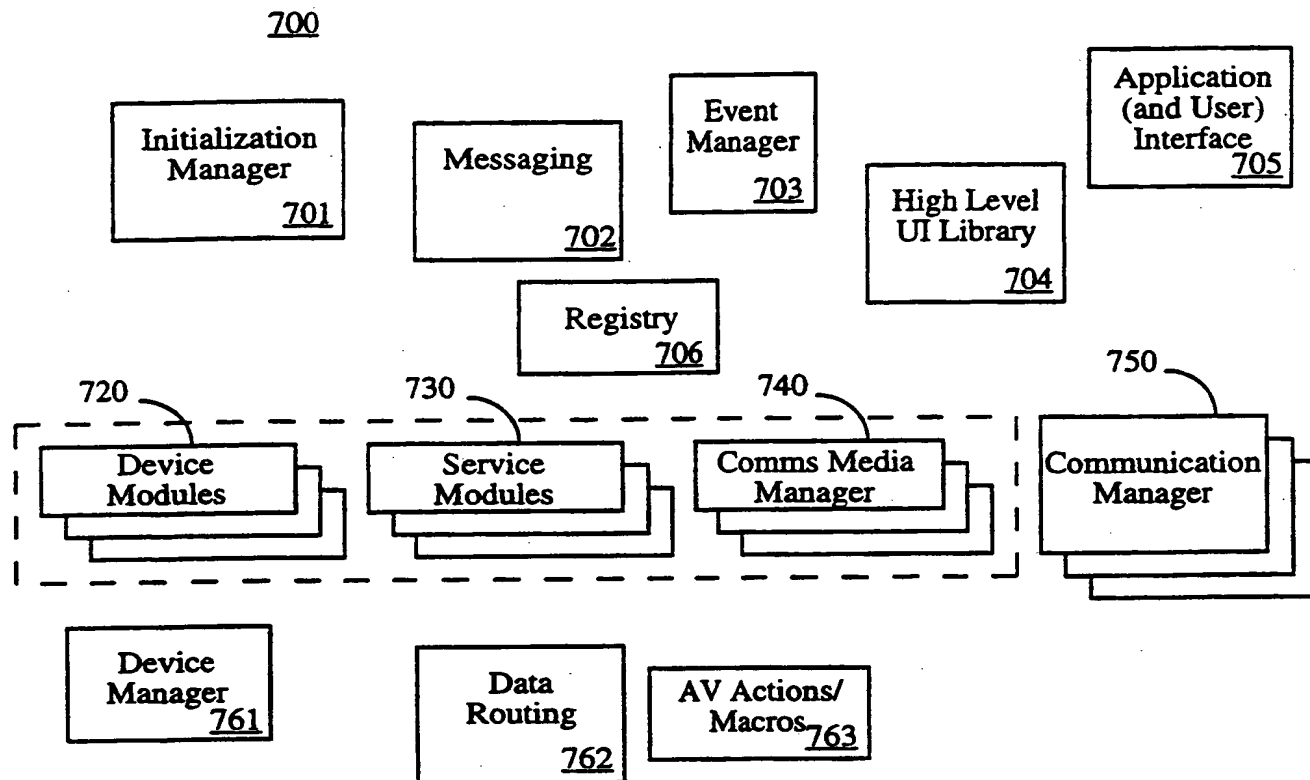 700
Initialization
Manager
701
Messaging
702
Event
Manager
703
High Level
UI Library
704
Application
(and User)
Interface
705
Registry
706
720
Device
Modules
730
Service
Modules
740
Comms Media
Manager
750
Communication
Manager
Device
Manager
761
Data
Routing
762
AV Actions/
Macros
763